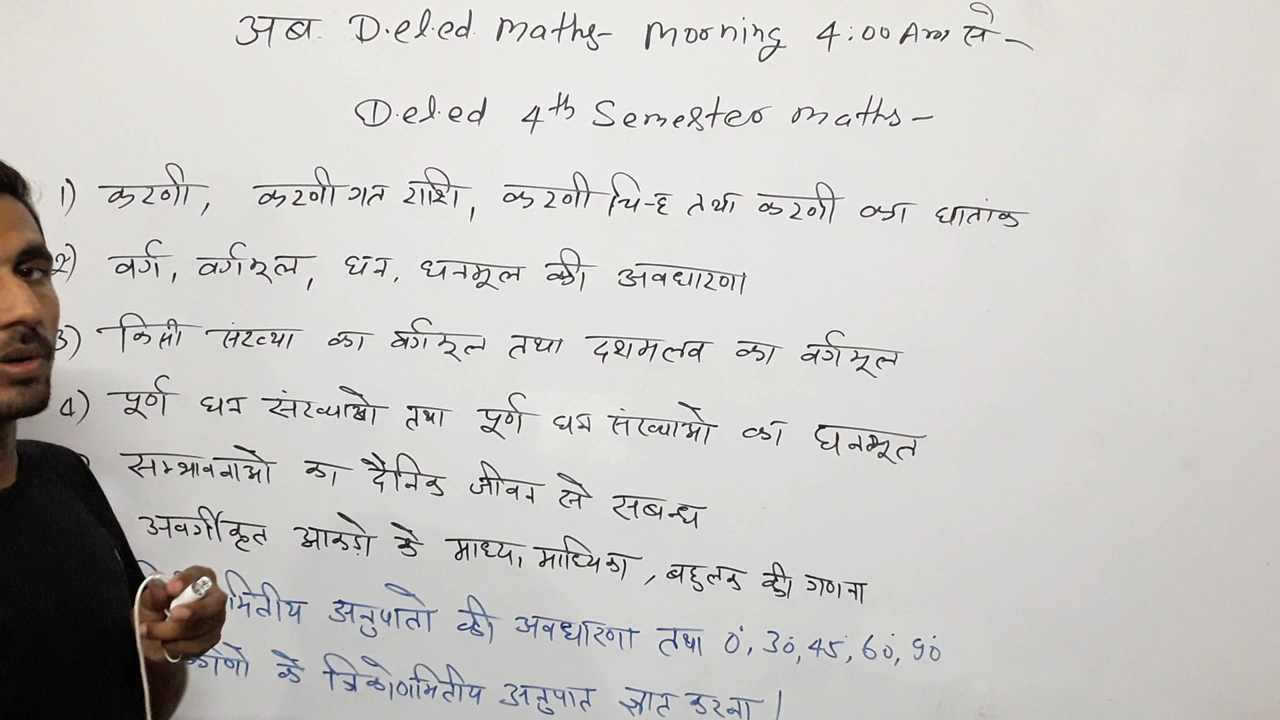 अब D.el.ed maths- morning 4:00 Am से -
D.el.ed 4th Semester maths -
1) करणी, करणीगत राशि, करणी चिन्ह तथा करणी का घातांक
2) वर्ग, वर्गमूल, घन, घनमूल की अवधारणा
3) किसी संख्या का वर्गमूल तथा दशमलव का वर्गमूल
4) पूर्ण घन संख्याओ तथा पूर्ण घन संख्याओ का घनमूल
सम्भावनाओ का दैनिक जीवन से सबन्ध
अवर्गीकृत आकडो के माध्य, माध्यिका, बहुलक की गणना
मितीय अनुपातो की अवधारणा तथा 0°, 30°, 45°, 60°, 90°
कोणो के त्रिकोणमितीय अनुपात ज्ञात करना।